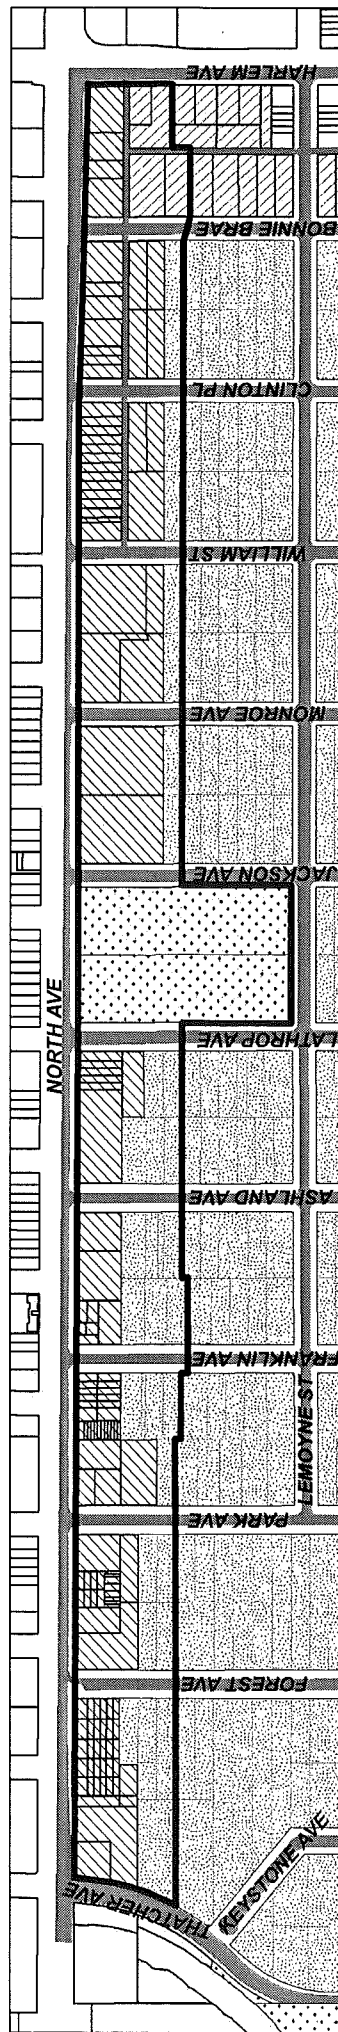 HARLEM AVE
BONNIE BRAE
CLINTON PL
WILLIAM ST
MONROE AVE
JACKSON AVE
NORTH AVE
LATHROP AVE
ASHLAND AVE
FRANKLIN AVE
LEMOYNE ST
PARK AVE
FOREST AVE
KEYSTONE AVE
THATCHER AVE